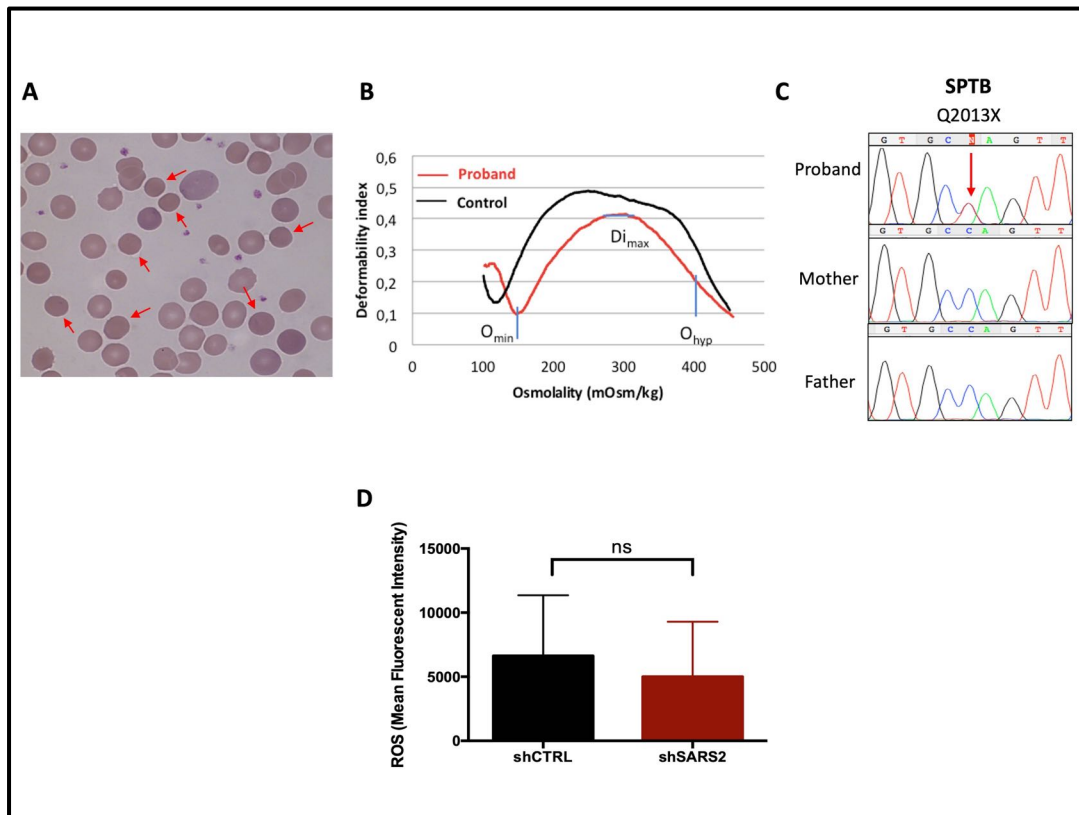 A
B
C
SPTB
Q2013X
Proband
G T G C N A G T T
Mother
G T G C C A G T T
Father
G T G C C A G T T
Deformability index
0,6
0,5
0,4
0,3
0,2
0,1
0
Proband
Control
Di max
O min
O hyp
0 100 200 300 400 500
Osmolality (mOsm/kg)
D
ROS (Mean Fluorescent Intensity)
15000
10000
5000
0
ns
shCTRL
shSARS2